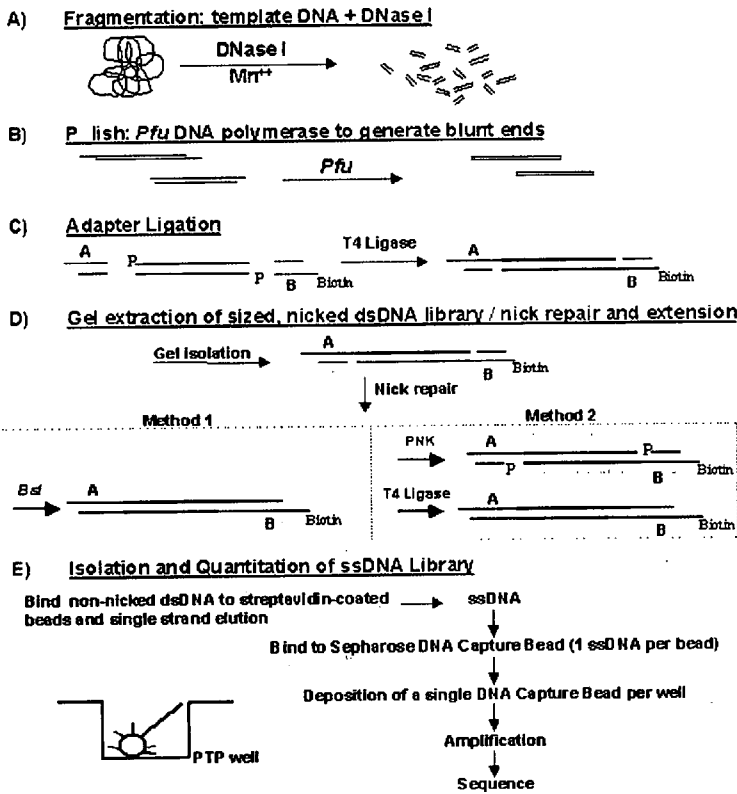 A) Fragmentation: template DNA + DNase I
DNase I
Mn++
B) P lish: Pfu DNA polymerase to generate blunt ends
Pfu
C) Adapter Ligation
A P P B Biotin
T4 Ligase
A B Biotin
D) Gel extraction of sized, nicked dsDNA library / nick repair and extension
Gel isolation
A B Biotin
Nick repair
Method 1
Method 2
Bst
A B Biotin
PNK
A P P B Biotin
T4 Ligase
A B Biotin
E) Isolation and Quantitation of ssDNA Library
Bind non-nicked dsDNA to streptavidin-coated
beads and single strand elution
ssDNA
Bind to Sepharose DNA Capture Bead (1 ssDNA per bead)
Deposition of a single DNA Capture Bead per well
PTP well
Amplification
Sequence